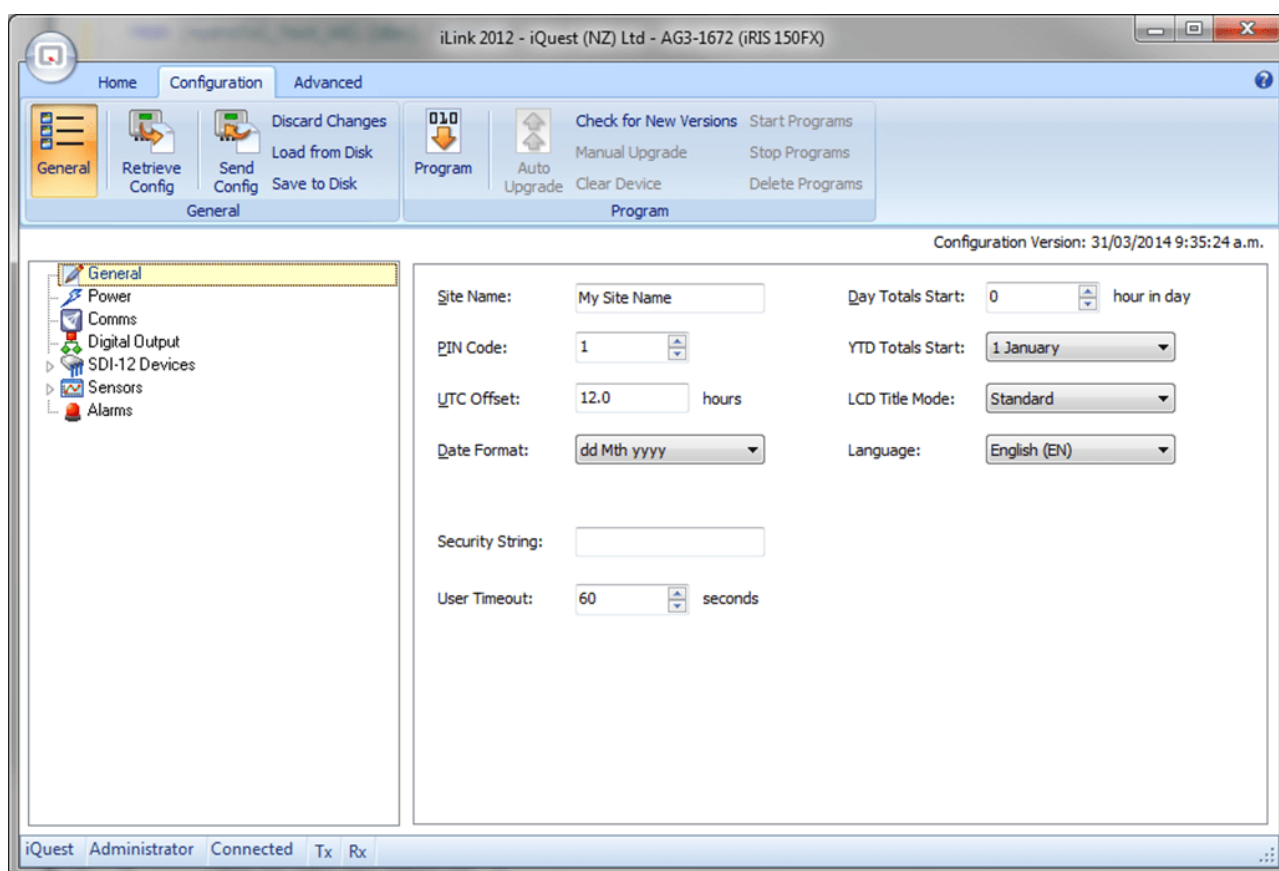 iLink 2012 - iQuest (NZ) Ltd - AG3-1672 (iRIS 150FX)
Home Configuration Advanced
General
Retrieve Config
Send Config
Discard Changes
Load from Disk
Save to Disk
General
010
Program
Auto Upgrade
Check for New Versions
Manual Upgrade
Clear Device
Start Programs
Stop Programs
Delete Programs
Program
Configuration Version: 31/03/2014 9:35:24 a.m.
General
Power
Comms
Digital Output
SDI-12 Devices
Sensors
Alarms
Site Name: My Site Name
PIN Code: 1
UTC Offset: 12.0 hours
Date Format: dd Mth yyyy
Security String:
User Timeout: 60 seconds
Day Totals Start: 0 hour in day
YTD Totals Start: 1 January
LCD Title Mode: Standard
Language: English (EN)
iQuest Administrator Connected Tx Rx